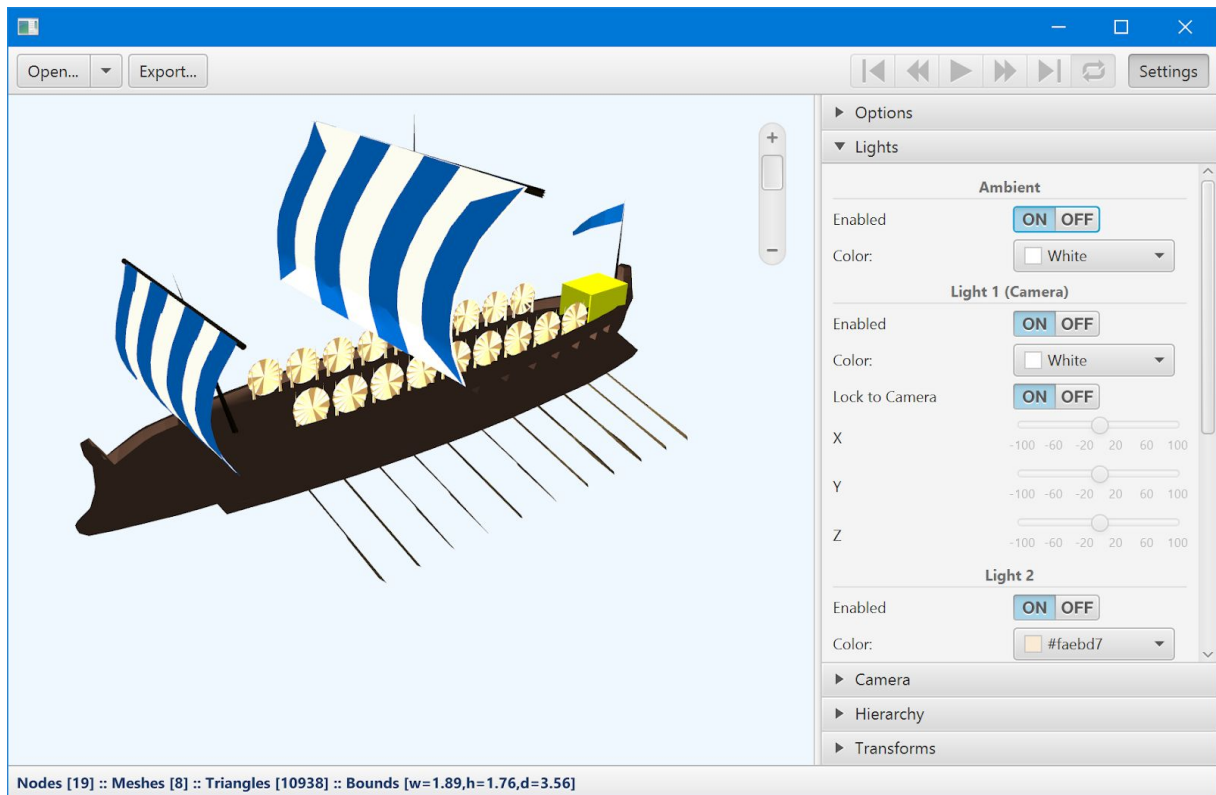 Open...
Export...
Settings
Options
Lights
Ambient
Enabled ON OFF
Color: White
Light 1 (Camera)
Enabled ON OFF
Color: White
Lock to Camera ON OFF
X
-100 -60 -20 20 60 100
Y
-100 -60 -20 20 60 100
Z
-100 -60 -20 20 60 100
Light 2
Enabled ON OFF
Color: #faebd7
Camera
Hierarchy
Transforms
Nodes [19] :: Meshes [8] :: Triangles [10938] :: Bounds [w=1.89,h=1.76,d=3.56]